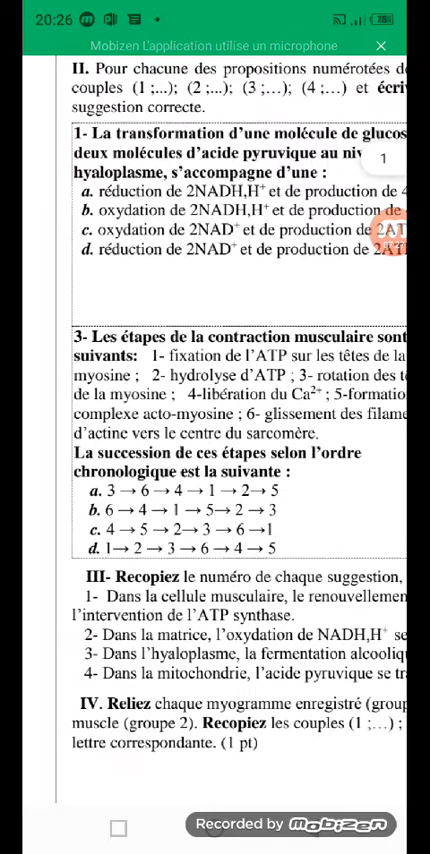 20:26
Mobizen L'application utilise un microphone
II. Pour chacune des propositions numérotées d
couples (1 ;...); (2 ;...); (3 ;…); (4 ;…) et écri
suggestion correcte.
1- La transformation d'une molécule de glucos
deux molécules d'acide pyruvique au niv
1
hyaloplasme, s'accompagne d'une :
a. réduction de 2NADH,H⁺ et de production de 4
b. oxydation de 2NADH,H⁺ et de production de
c. oxydation de 2NAD⁺ et de production de 2AT
d. réduction de 2NAD⁺ et de production de 2AT
3- Les étapes de la contraction musculaire sont
suivants: 1- fixation de l'ATP sur les têtes de la
myosine ; 2- hydrolyse d'ATP ; 3- rotation des t
de la myosine ; 4-libération du Ca²⁺ ; 5-formatio
complexe acto-myosine ; 6- glissement des filame
d'actine vers le centre du sarcomère.
La succession de ces étapes selon l'ordre
chronologique est la suivante :
a. 3 → 6 → 4 → 1 → 2→ 5
b. 6 → 4 → 1 → 5→ 2 → 3
c. 4 → 5 → 2→ 3 → 6 →1
d. 1→ 2 → 3 → 6 → 4 → 5
III- Recopiez le numéro de chaque suggestion,
1- Dans la cellule musculaire, le renouvellemen
l'intervention de l'ATP synthase.
2- Dans la matrice, l'oxydation de NADH,H⁺ se
3- Dans l'hyaloplasme, la fermentation alcooliq
4- Dans la mitochondrie, l'acide pyruvique se tr
IV. Reliez chaque myogramme enregistré (group
muscle (groupe 2). Recopiez les couples (1 ;…) ;
lettre correspondante. (1 pt)
Recorded by Mobizen